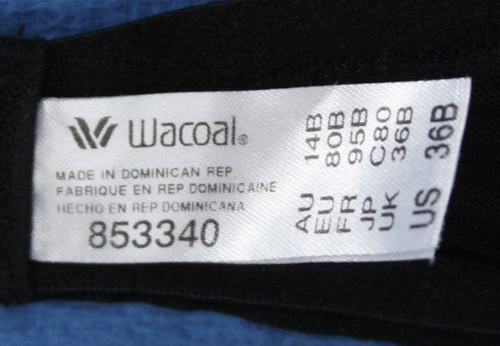 Wacoal®
MADE IN DOMINICAN REP.
FABRIQUE EN REP DOMINICAINE
HECHO EN REP DOMINICANA
853340
AU 14B
EU 80B
FR 95B
JP C80
UK 36B
US 36B